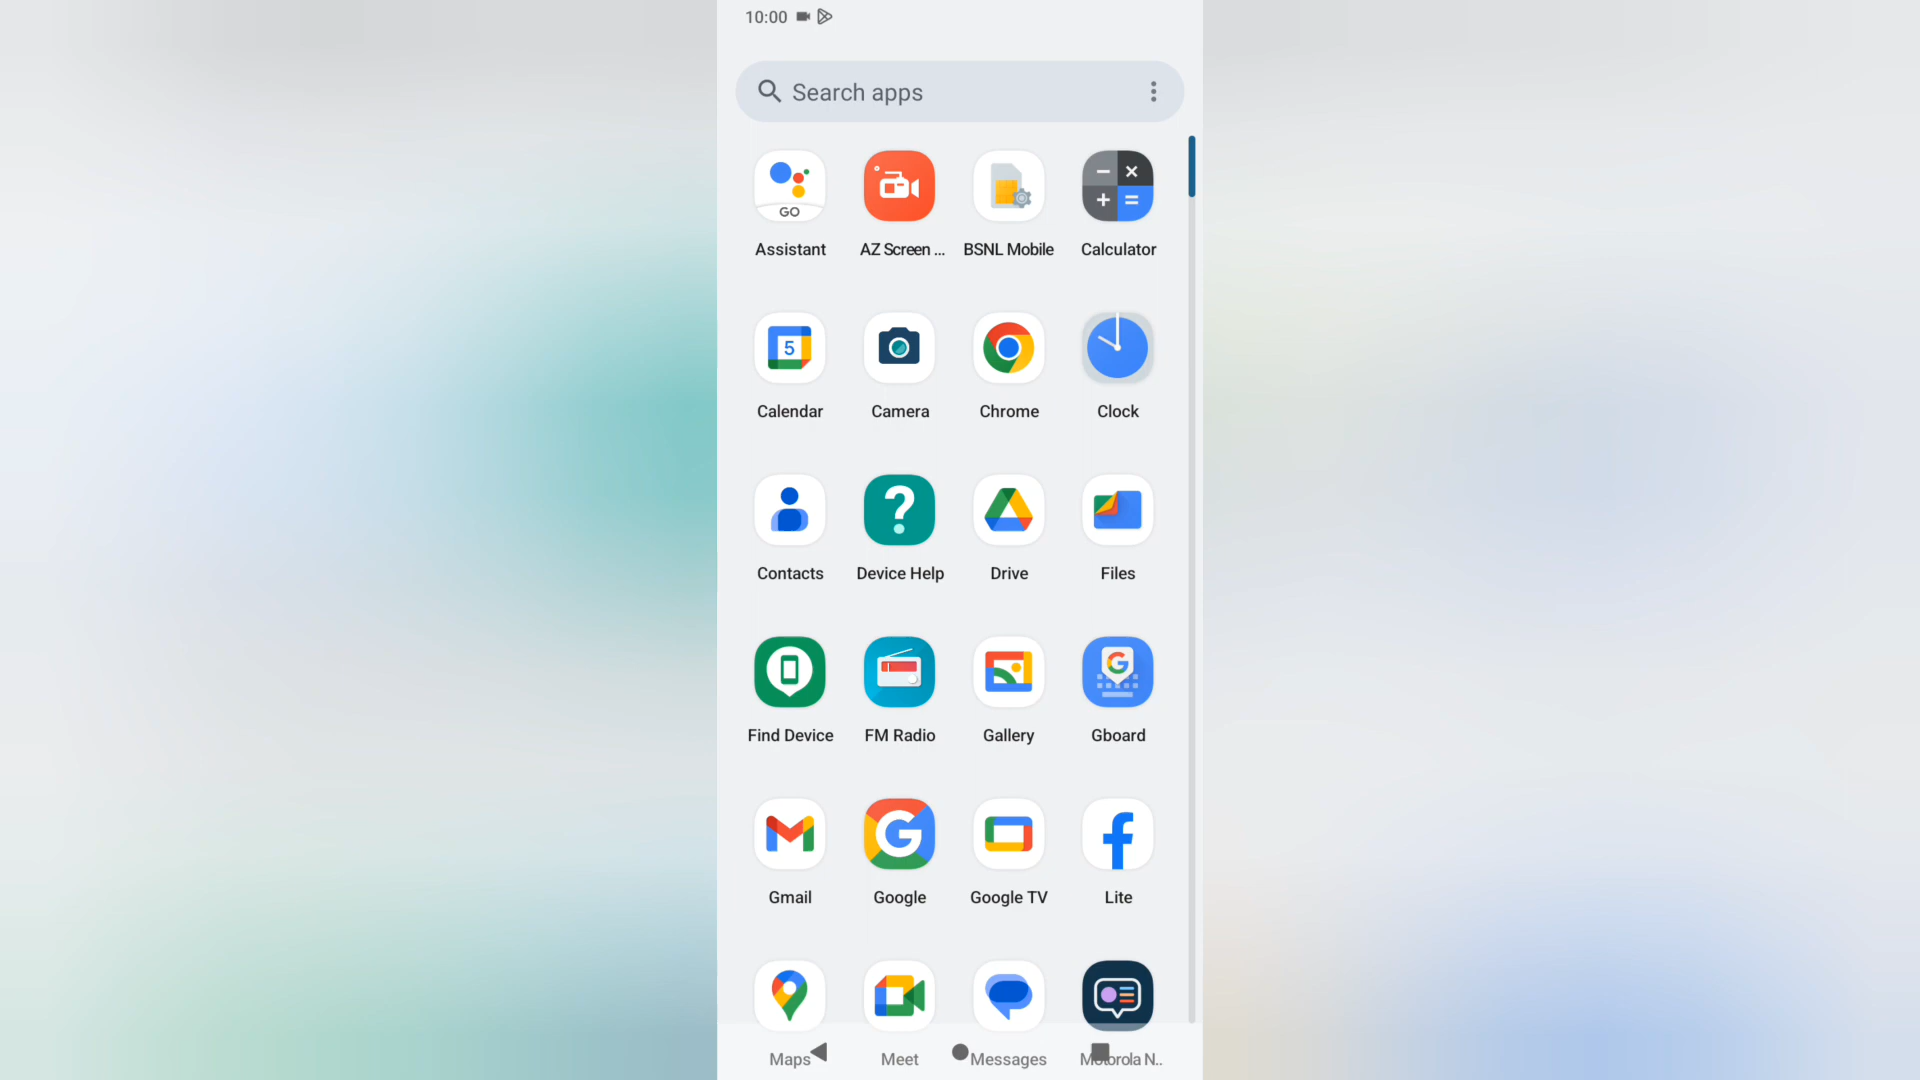 10:00
Search apps
GO
Assistant
AZ Screen ...
BSNL Mobile
Calculator
5
Calendar
Camera
Chrome
Clock
Contacts
Device Help
Drive
Files
Find Device
FM Radio
Gallery
Gboard
Gmail
Google
Google TV
Lite
Maps
Meet
Messages
Motorola N..